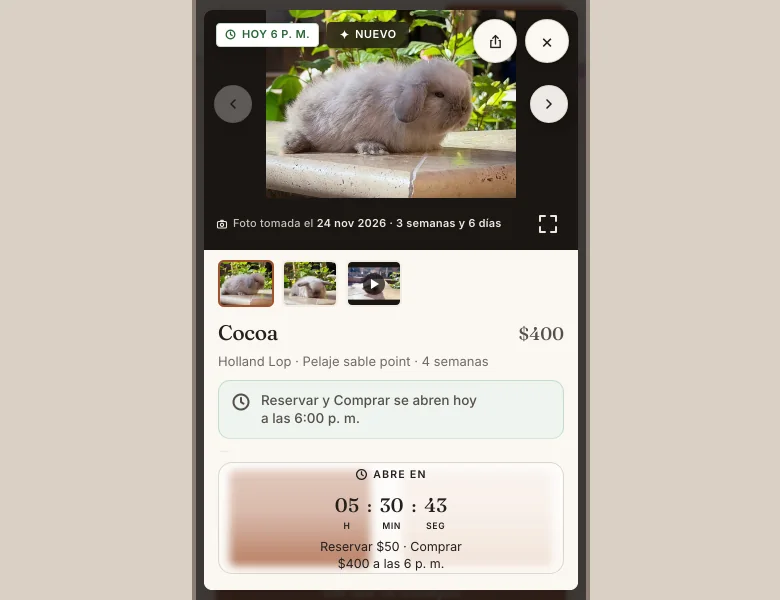 HOY 6 P. M.
NUEVO
Foto tomada el 24 nov 2026 · 3 semanas y 6 días
Cocoa
$400
Holland Lop · Pelaje sable point · 4 semanas
Reservar y Comprar se abren hoy
a las 6:00 p. m.
ABRE EN
05 : 30 : 43
H MIN SEG
Reservar $50 · Comprar
$400 a las 6 p. m.